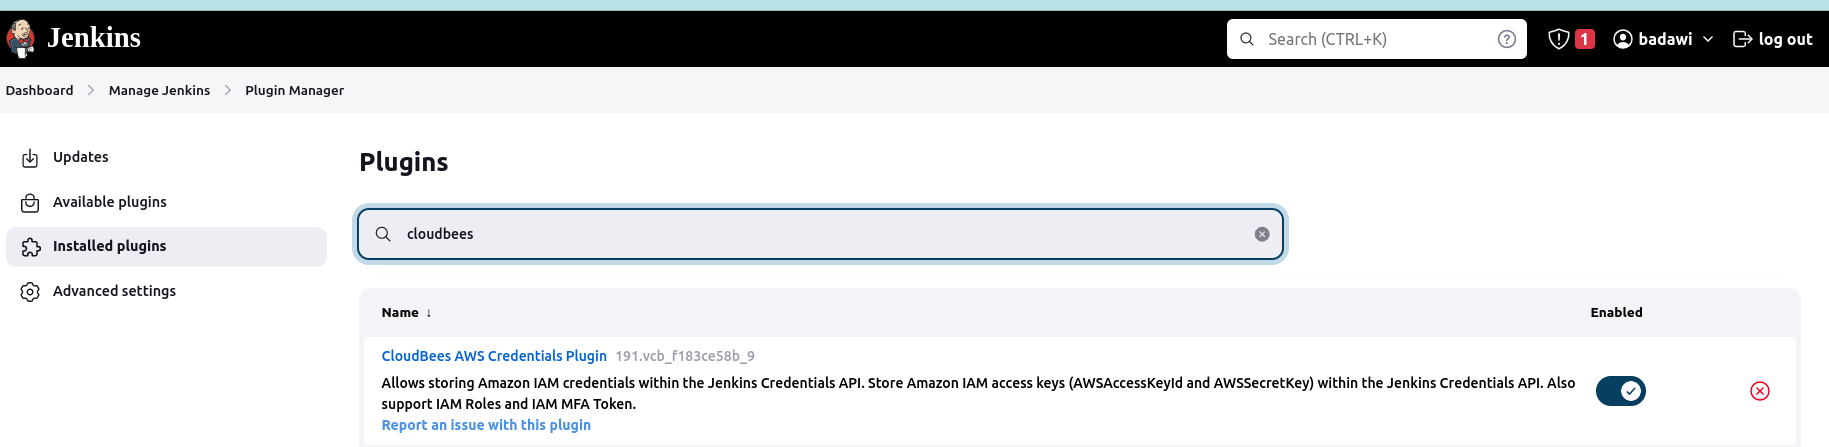 Jenkins
Search (CTRL+K)
1
badawi
log out
Dashboard
Manage Jenkins
Plugin Manager
Updates
Available plugins
Installed plugins
Advanced settings
Plugins
cloudbees
Name ↓
Enabled
CloudBees AWS Credentials Plugin 191.vcb_f183ce58b_9
Allows storing Amazon IAM credentials within the Jenkins Credentials API. Store Amazon IAM access keys (AWSAccessKeyId and AWSSecretKey) within the Jenkins Credentials API. Also
support IAM Roles and IAM MFA Token.
Report an issue with this plugin